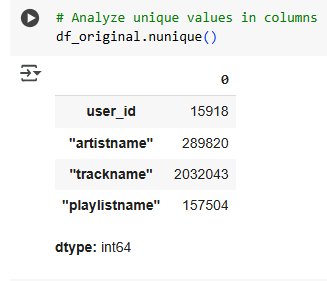 # Analyze unique values in columns
df_original.nunique()
0
user_id 15918
"artistname" 289820
"trackname" 2032043
"playlistname" 157504
dtype: int64